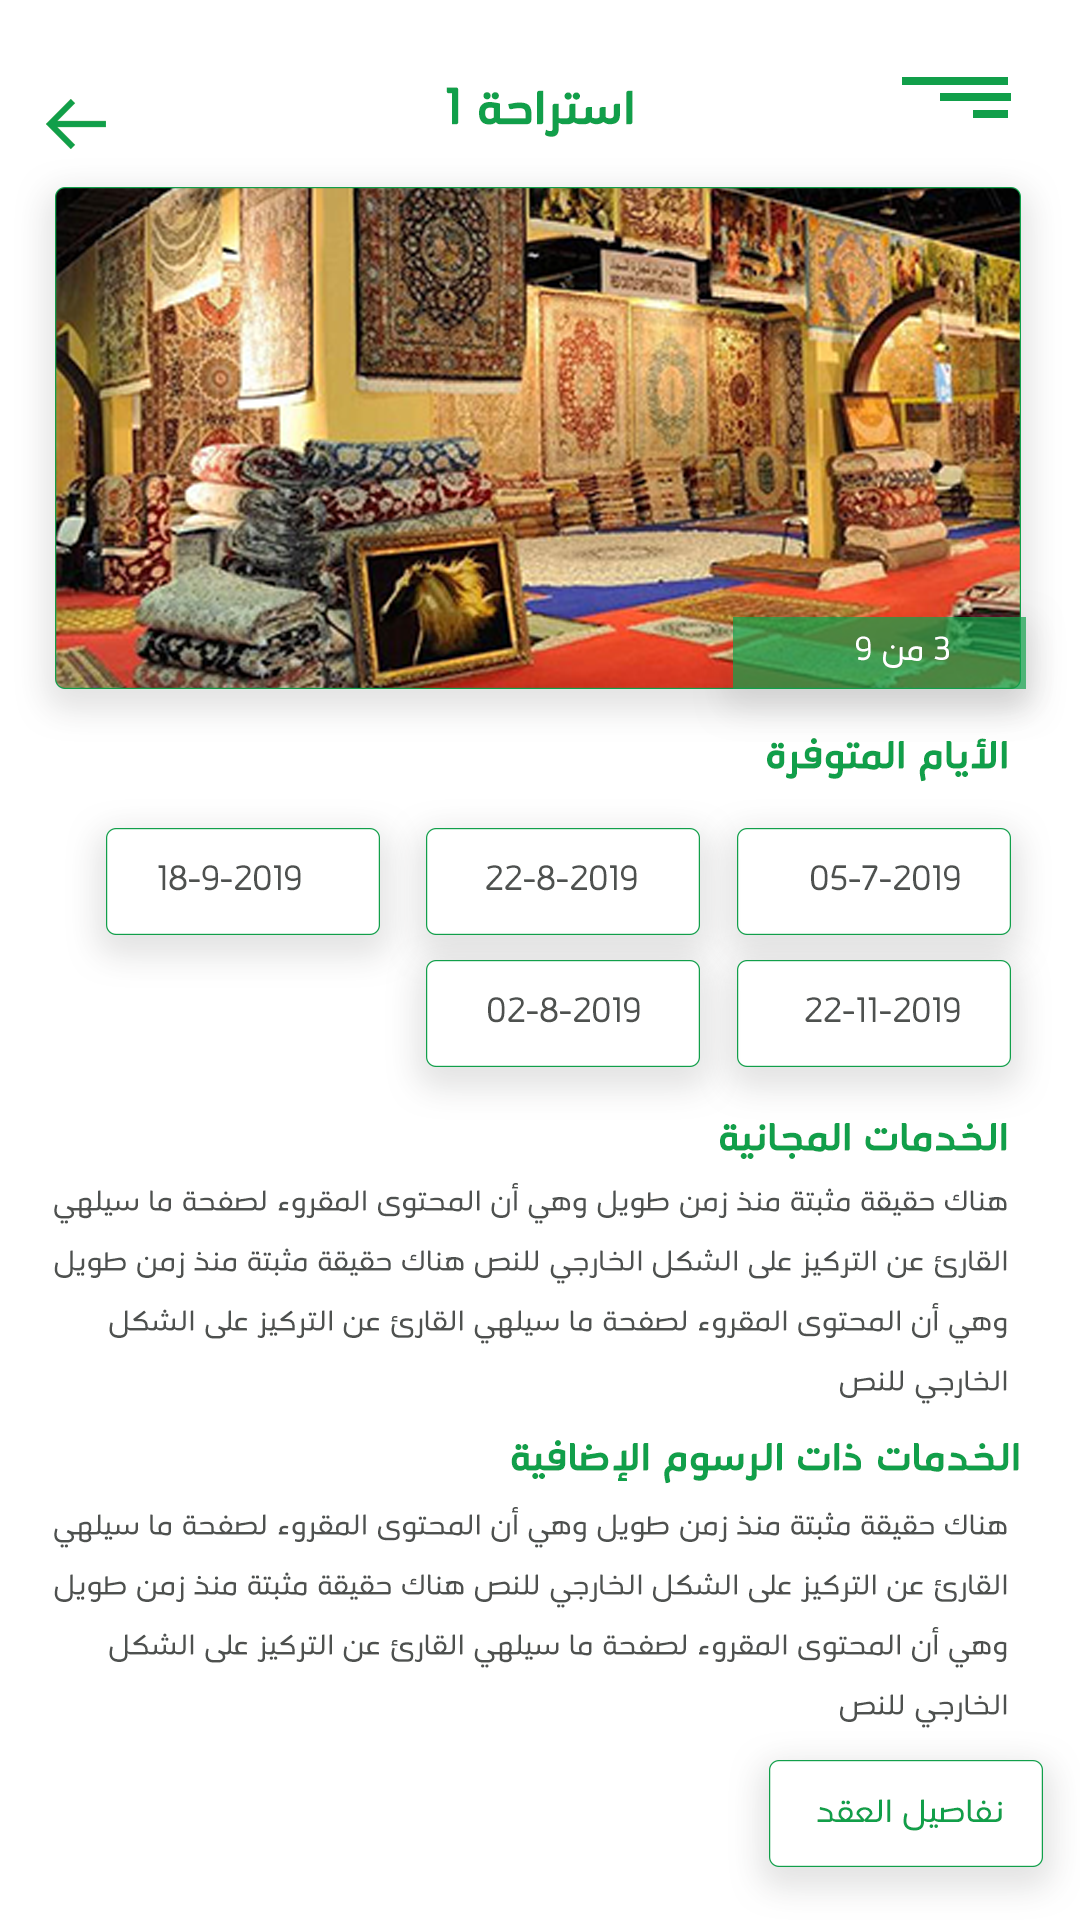 استراحة 1
3 من 9
الأيام المتوفرة
05-7-2019
22-8-2019
18-9-2019
22-11-2019
02-8-2019
الخدمات المجانية
هناك حقيقة مثبتة منذ زمن طويل وهي أن المحتوى المقروء لصفحة ما سيلهي
القارئ عن التركيز على الشكل الخارجي للنص هناك حقيقة مثبتة منذ زمن طويل
وهي أن المحتوى المقروء لصفحة ما سيلهي القارئ عن التركيز على الشكل
الخارجي للنص
الخدمات ذات الرسوم الإضافية
هناك حقيقة مثبتة منذ زمن طويل وهي أن المحتوى المقروء لصفحة ما سيلهي
القارئ عن التركيز على الشكل الخارجي للنص هناك حقيقة مثبتة منذ زمن طويل
وهي أن المحتوى المقروء لصفحة ما سيلهي القارئ عن التركيز على الشكل
الخارجي للنص
نفاصيل العقد